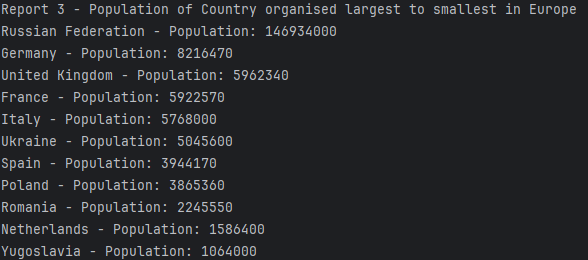 Report 3 - Population of Country organised largest to smallest in Europe
Russian Federation - Population: 146934000
Germany - Population: 8216470
United Kingdom - Population: 5962340
France - Population: 5922570
Italy - Population: 5768000
Ukraine - Population: 5045600
Spain - Population: 3944170
Poland - Population: 3865360
Romania - Population: 2245550
Netherlands - Population: 1586400
Yugoslavia - Population: 1064000